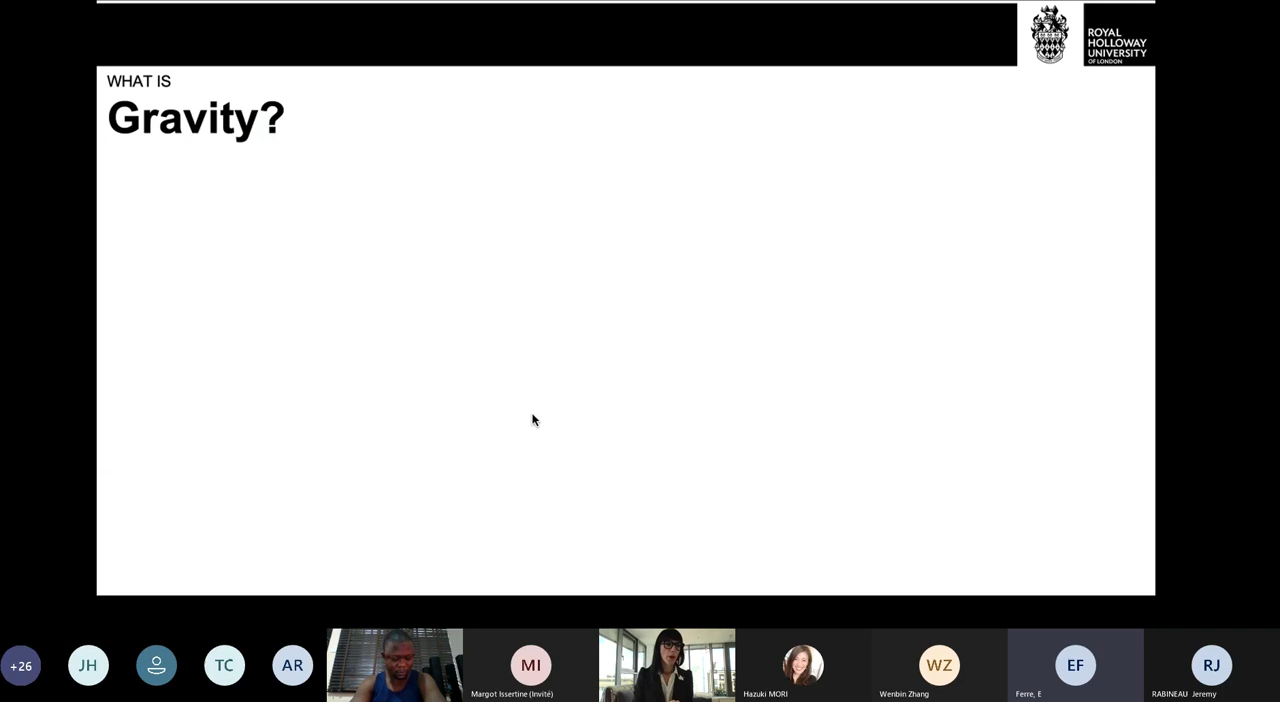 ROYAL
HOLLOWAY
UNIVERSITY
OF LONDON
WHAT IS
Gravity?
+26
JH
TC
AR
MI
WZ
EF
RJ
Margot Issertine (Invité)
Hazuki MORI
Wenbin Zhang
Ferre, E
RABINEAU Jeremy